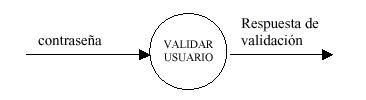 contraseña
VALIDAR
USUARIO
Respuesta de
validación